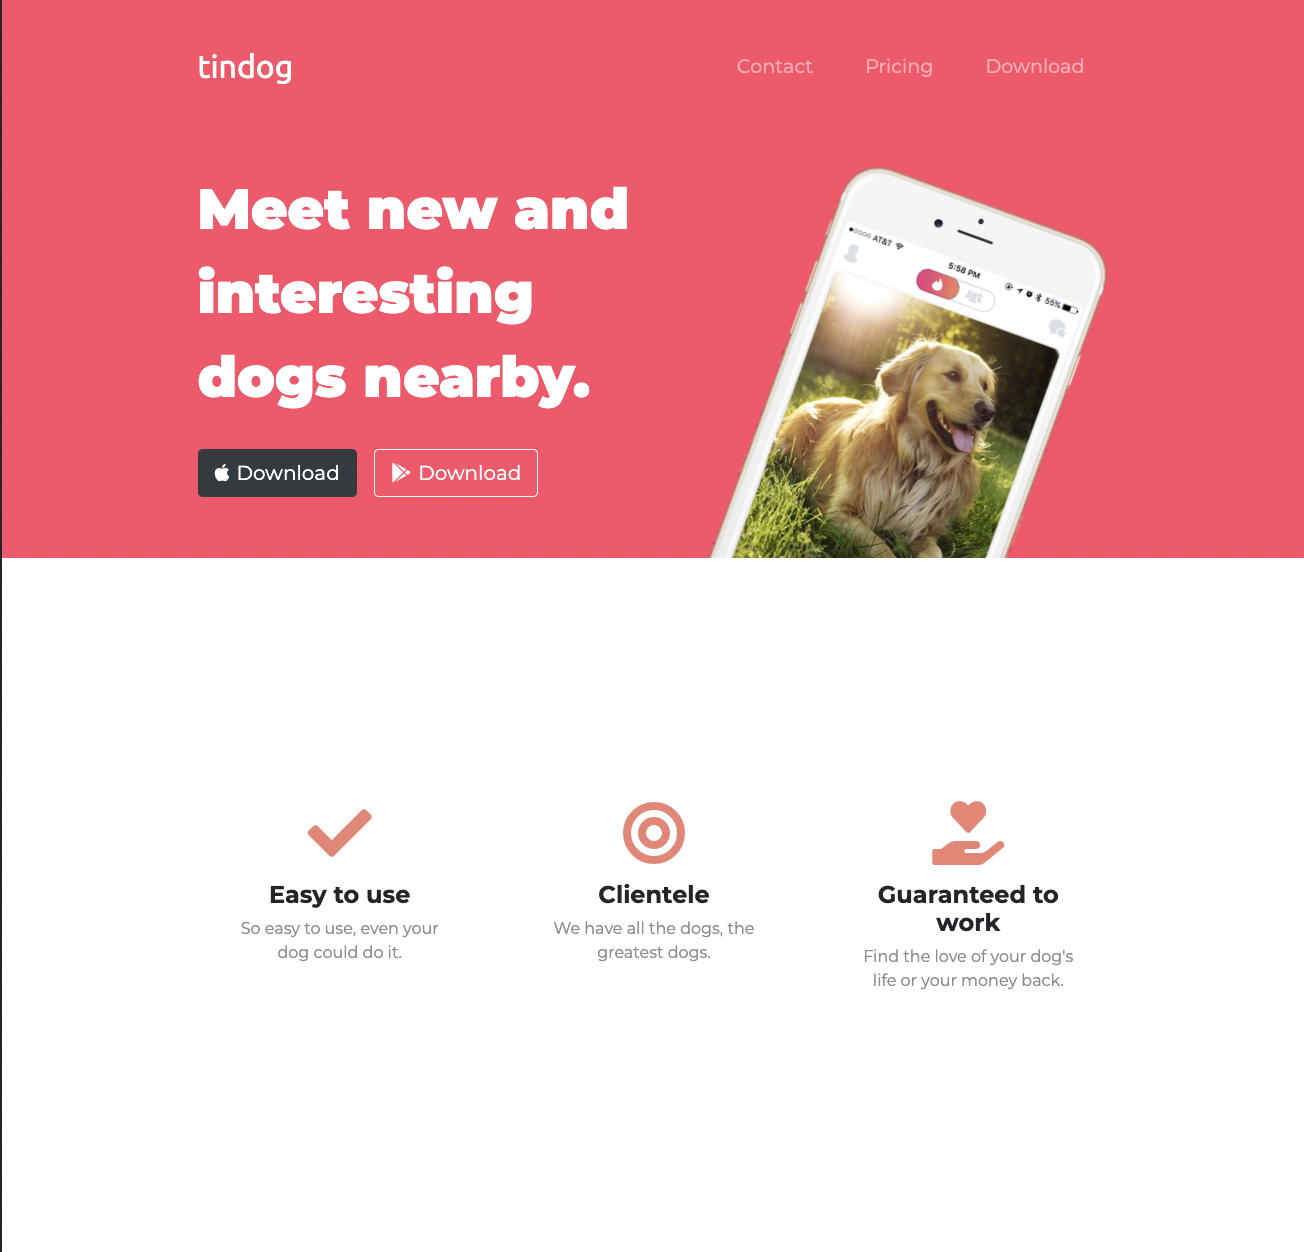 tindog
Contact Pricing Download
Meet new and
interesting
dogs nearby.
Download Download
AT&T
5:58 PM
55%
Easy to use
So easy to use, even your
dog could do it.
Clientele
We have all the dogs, the
greatest dogs.
Guaranteed to
work
Find the love of your dog's
life or your money back.